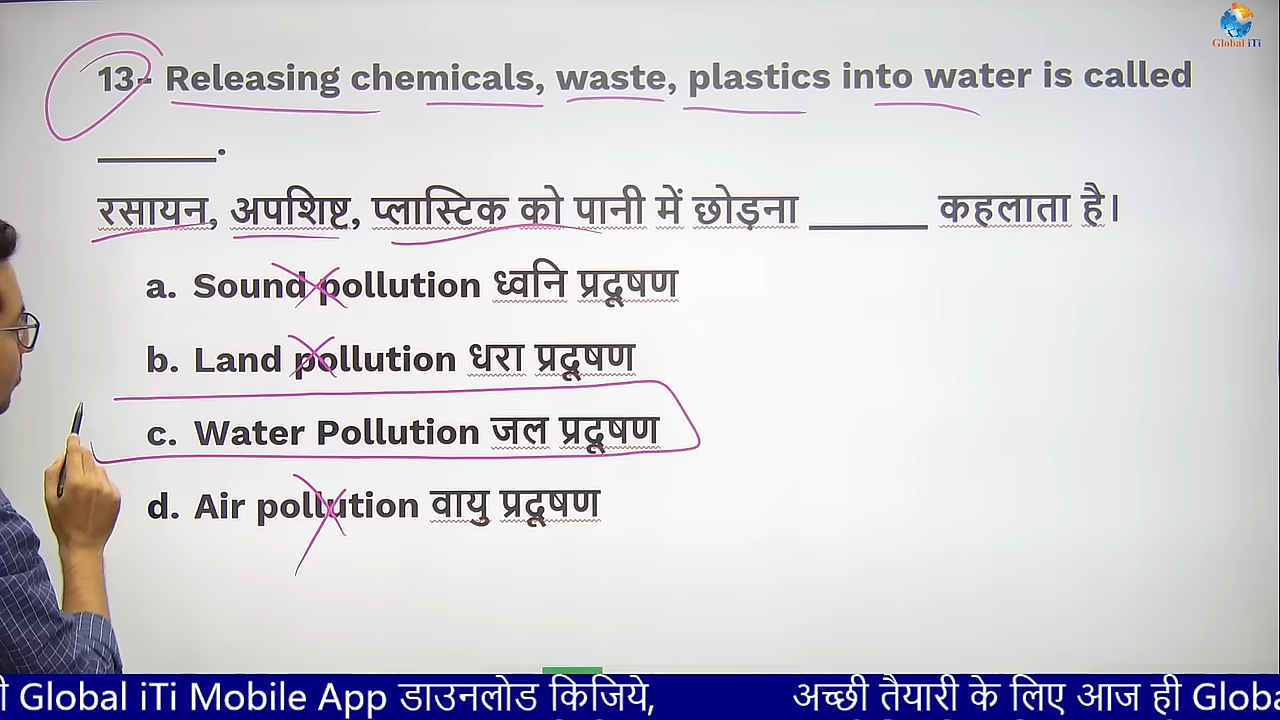 Global iTi
13- Releasing chemicals, waste, plastics into water is called
______.
रसायन, अपशिष्ट, प्लास्टिक को पानी में छोड़ना ______ कहलाता है।
a. Sound pollution ध्वनि प्रदूषण
b. Land pollution धरा प्रदूषण
c. Water Pollution जल प्रदूषण
d. Air pollution वायु प्रदूषण
ी Global iTi Mobile App डाउनलोड किजिये, अच्छी तैयारी के लिए आज ही Globa